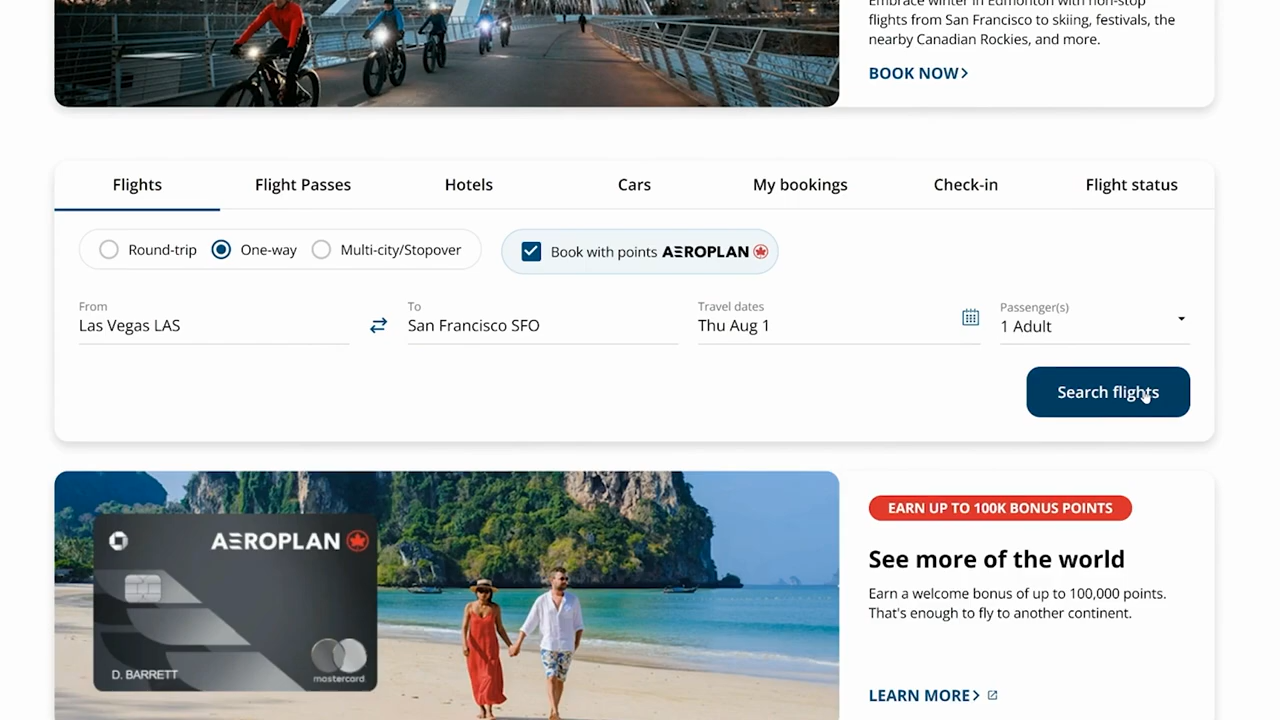 Embrace winter in Edmonton with non-stop
flights from San Francisco to skiing, festivals, the
nearby Canadian Rockies, and more.
BOOK NOW
Flights Flight Passes Hotels Cars My bookings Check-in Flight status
Round-trip One-way Multi-city/Stopover Book with points AEROPLAN
From To Travel dates Passenger(s)
Las Vegas LAS San Francisco SFO Thu Aug 1 1 Adult
Search flights
AEROPLAN
D. BARRETT
mastercard.
EARN UP TO 100K BONUS POINTS
See more of the world
Earn a welcome bonus of up to 100,000 points.
That's enough to fly to another continent.
LEARN MORE